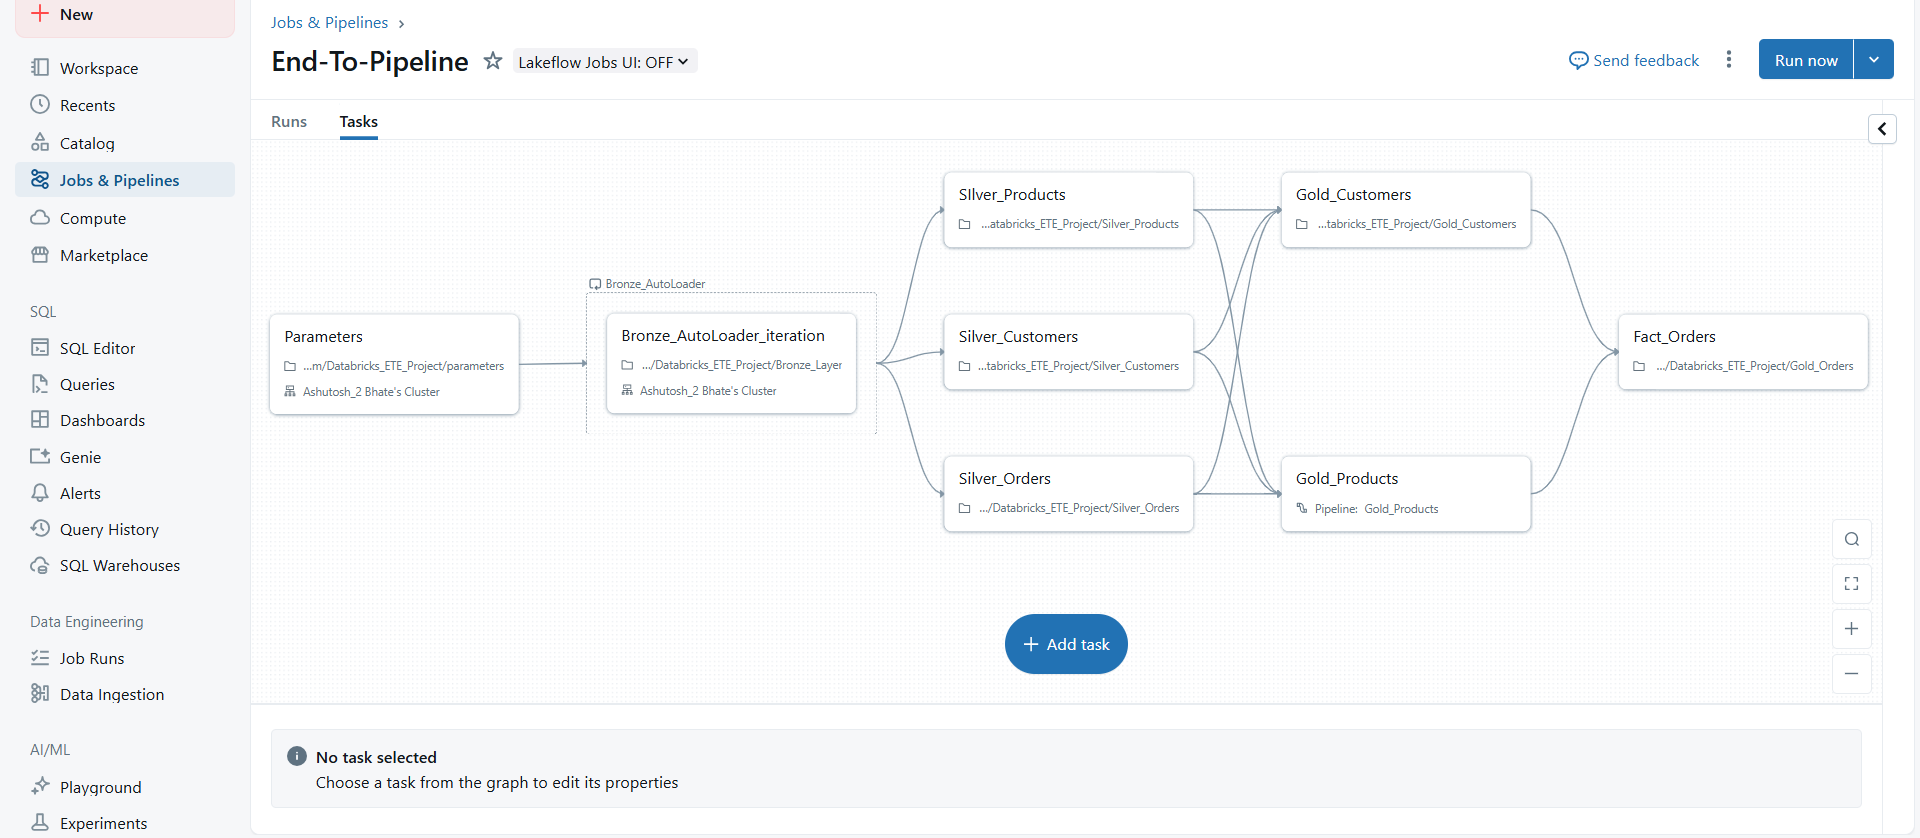 New
Workspace
Recents
Catalog
Jobs & Pipelines
Compute
Marketplace
SQL
SQL Editor
Queries
Dashboards
Genie
Alerts
Query History
SQL Warehouses
Data Engineering
Job Runs
Data Ingestion
AI/ML
Playground
Experiments
Jobs & Pipelines
End-To-Pipeline
Lakeflow Jobs UI: OFF
Send feedback
Run now
Runs
Tasks
Parameters
...m/Databricks_ETE_Project/parameters
Ashutosh_2 Bhate's Cluster
Bronze_AutoLoader
Bronze_AutoLoader_iteration
.../Databricks_ETE_Project/Bronze_Layer
Ashutosh_2 Bhate's Cluster
SIlver_Products
...atabricks_ETE_Project/Silver_Products
Silver_Customers
...tabricks_ETE_Project/Silver_Customers
Silver_Orders
.../Databricks_ETE_Project/Silver_Orders
Gold_Customers
...tabricks_ETE_Project/Gold_Customers
Gold_Products
Pipeline: Gold_Products
Fact_Orders
.../Databricks_ETE_Project/Gold_Orders
Add task
No task selected
Choose a task from the graph to edit its properties